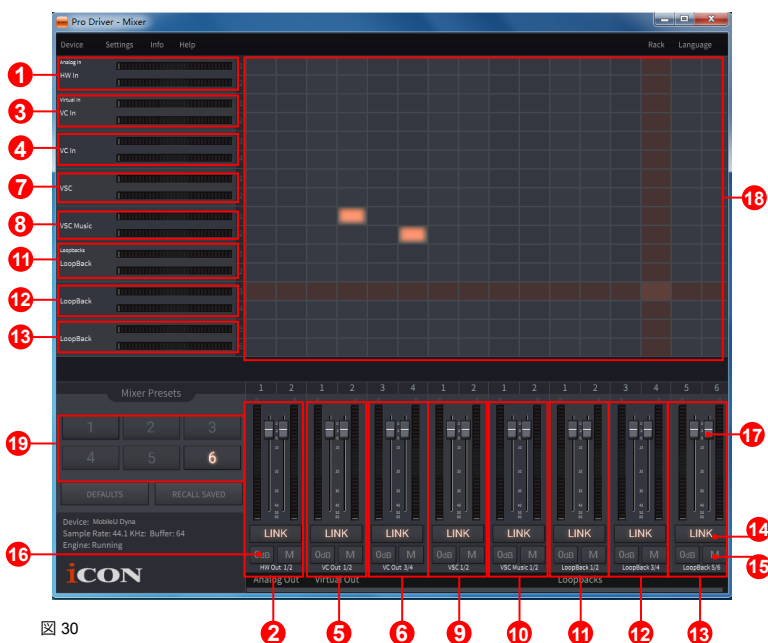 Pro Driver - Mixer
Device Settings Info Help Rack Language
Analog In
1 HW In
Virtual In
3 VC In
4 VC In
7 VSC
18
8 VSC Music
Loopbacks
11 LoopBack
12 LoopBack
13 LoopBack
Mixer Presets
1 2 1 2 3 4 1 2 1 2 1 2 3 4 5 6
19
1 2 3
4 5 6
17
DEFAULTS RECALL SAVED
Device: MobileU Dyna
Sample Rate: 44.1 KHz: Buffer: 64
Engine: Running
LINK LINK LINK LINK LINK LINK LINK LINK
14
16
0dB 0dB M 0dB M 0dB M 0dB M 0dB M 0dB M 0dB M M
15
HW Out 1/2 VC Out 1/2 VC Out 3/4 VSC 1/2 VSC Music 1/2 LoopBack 1/2 LoopBack 3/4 LoopBack 5/6
iCON
Analog Out Virtual Out Loopbacks
図 30
2 5 6 9 10 11 12 13